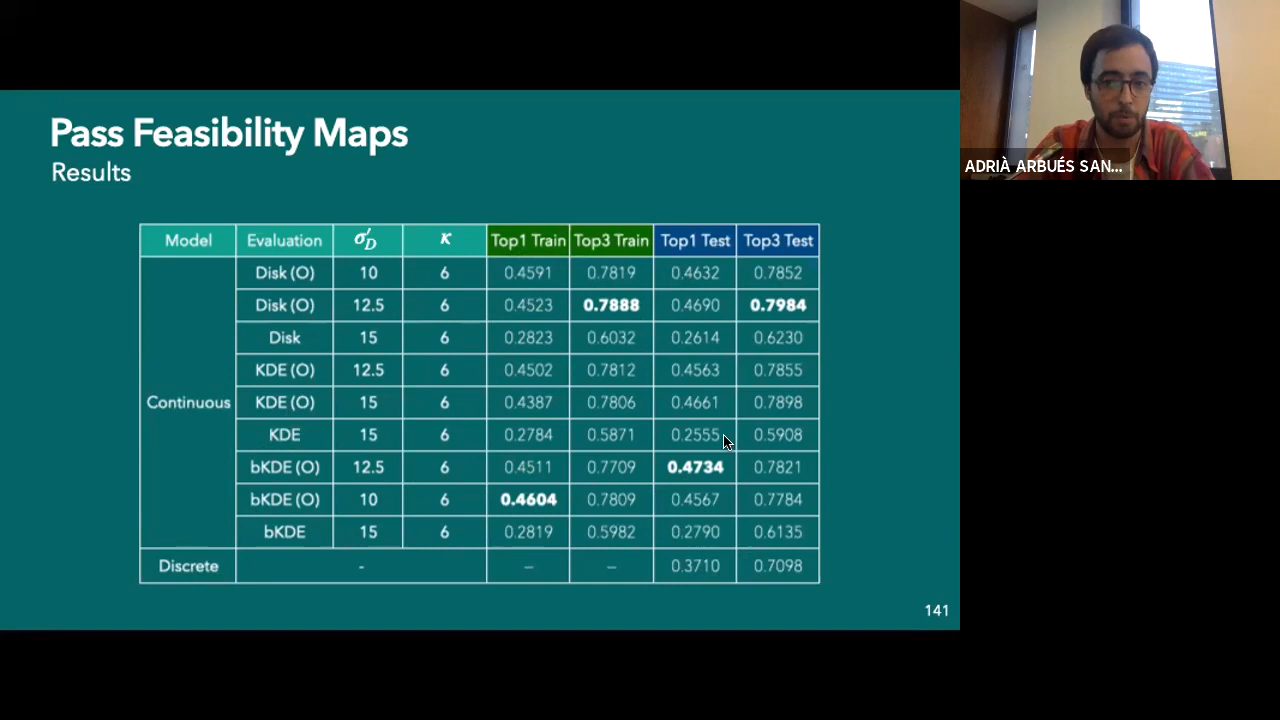 Pass Feasibility Maps
Results
ADRIÀ ARBUÉS SAN...
Model Evaluation σ′D κ Top1 Train Top3 Train Top1 Test Top3 Test
Disk (O) 10 6 0.4591 0.7819 0.4632 0.7852
Disk (O) 12.5 6 0.4523 0.7888 0.4690 0.7984
Disk 15 6 0.2823 0.6032 0.2614 0.6230
KDE (O) 12.5 6 0.4502 0.7812 0.4563 0.7855
Continuous KDE (O) 15 6 0.4387 0.7806 0.4661 0.7898
KDE 15 6 0.2784 0.5871 0.2555 0.5908
bKDE (O) 12.5 6 0.4511 0.7709 0.4734 0.7821
bKDE (O) 10 6 0.4604 0.7809 0.4567 0.7784
bKDE 15 6 0.2819 0.5982 0.2790 0.6135
Discrete - – – 0.3710 0.7098
141